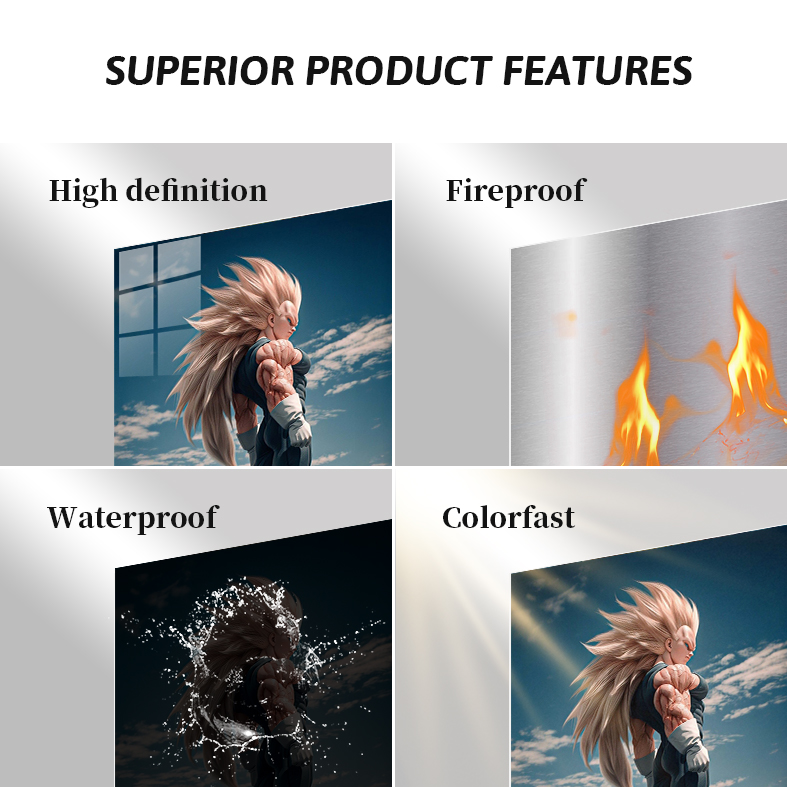 SUPERIOR PRODUCT FEATURES
High definition
Fireproof
Waterproof
Colorfast